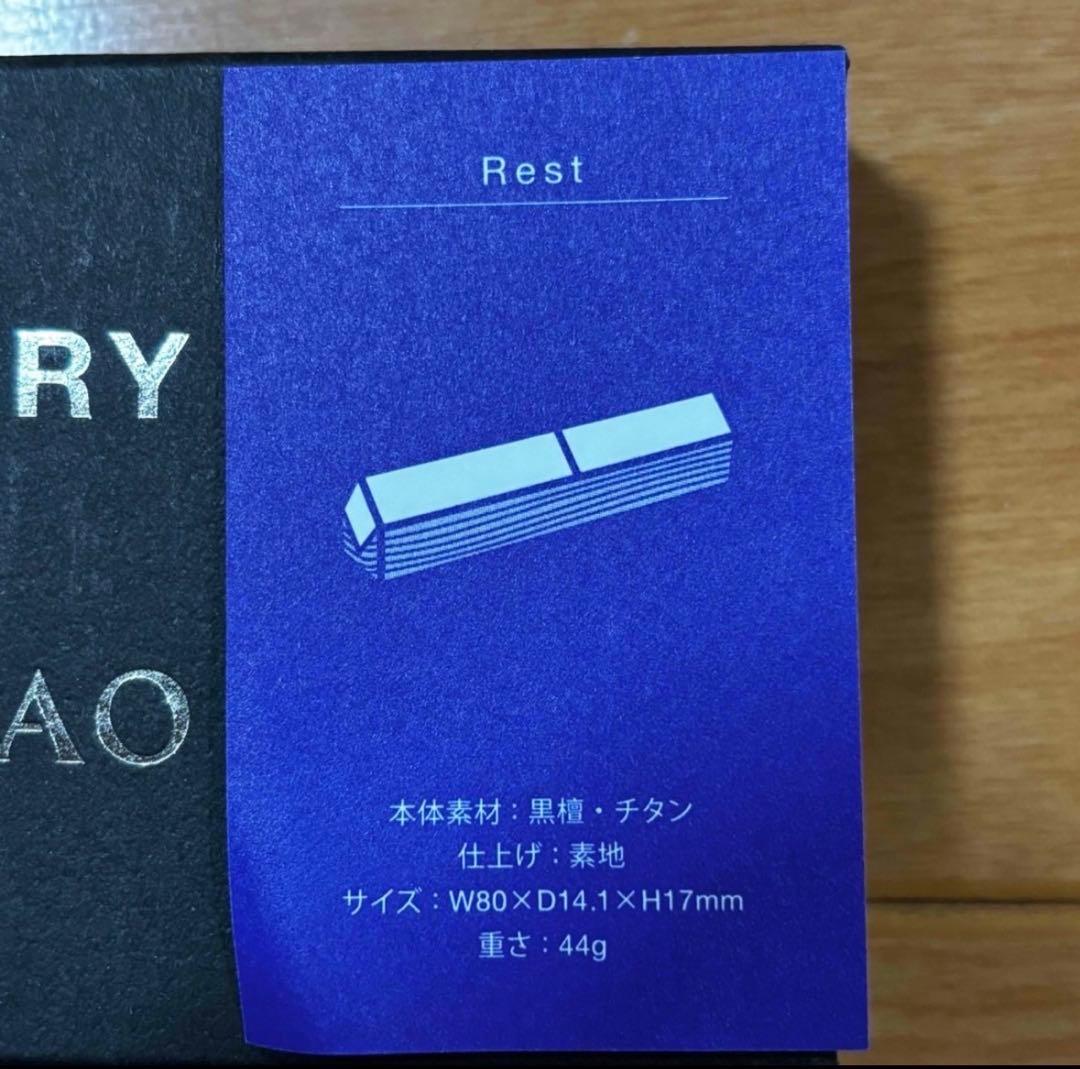 Rest
RY
AO
本体素材：黒檀・チタン
仕上げ：素地
サイズ：W80×D14.1×H17mm
重さ：44g